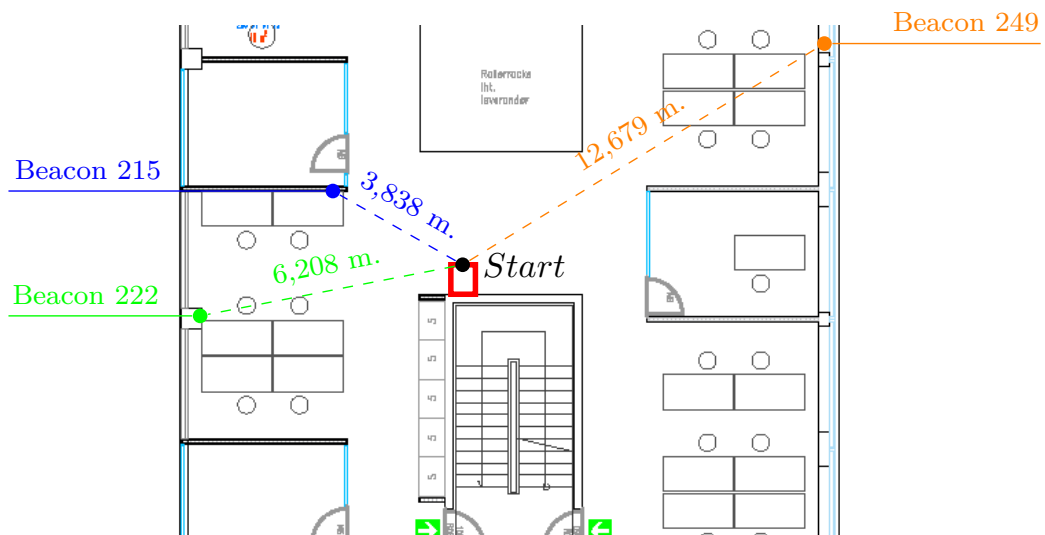 Beacon 249
Rollerracks
Iht.
leverandør
12,679 m.
Beacon 215
3,838 m.
Start
6,208 m.
Beacon 222
5
5
5
5
5